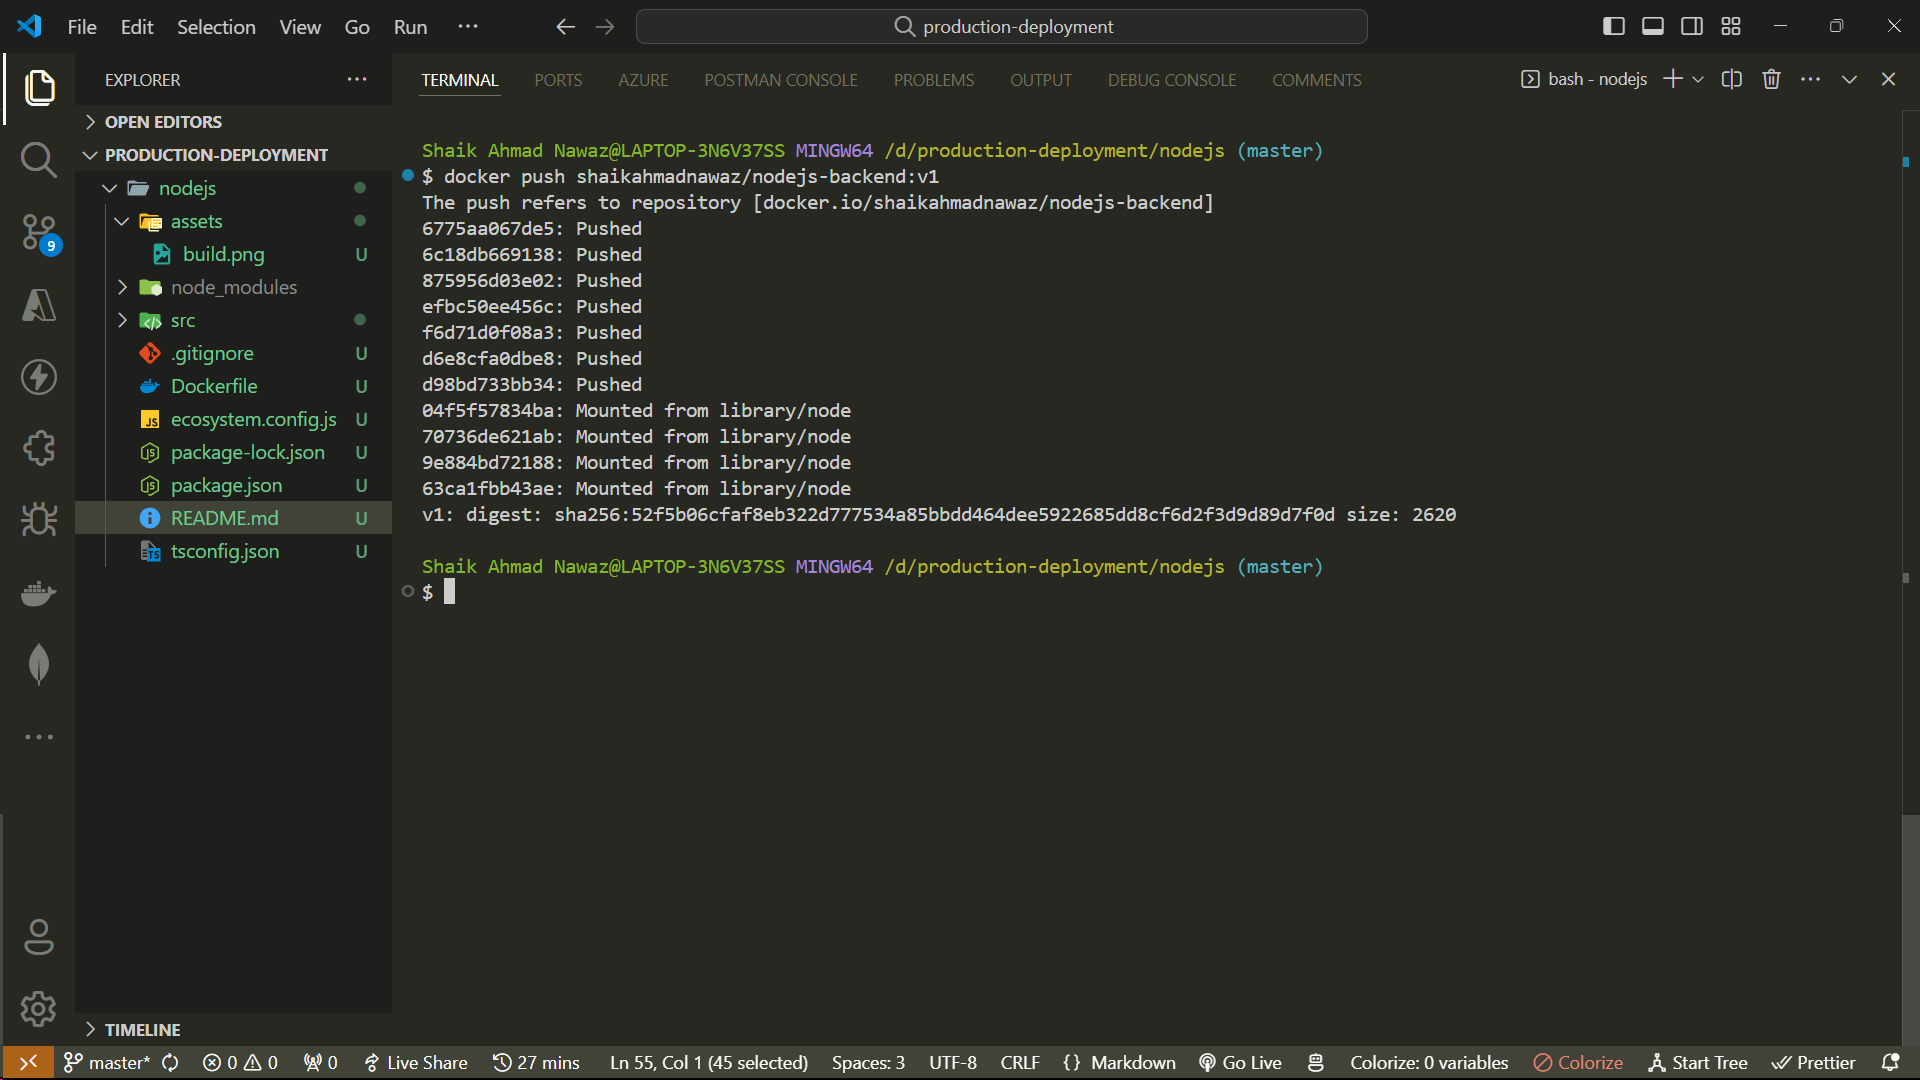 File Edit Selection View Go Run ···
production-deployment
EXPLORER
OPEN EDITORS
PRODUCTION-DEPLOYMENT
nodejs
assets
build.png U
node_modules
src
.gitignore U
Dockerfile U
JS ecosystem.config.js U
package-lock.json U
package.json U
README.md U
tsconfig.json U
TIMELINE
9
TERMINAL PORTS AZURE POSTMAN CONSOLE PROBLEMS OUTPUT DEBUG CONSOLE COMMENTS
bash - nodejs
Shaik Ahmad Nawaz@LAPTOP-3N6V37SS MINGW64 /d/production-deployment/nodejs (master)
$ docker push shaikahmadnawaz/nodejs-backend:v1
The push refers to repository [docker.io/shaikahmadnawaz/nodejs-backend]
6775aa067de5: Pushed
6c18db669138: Pushed
875956d03e02: Pushed
efbc50ee456c: Pushed
f6d71d0f08a3: Pushed
d6e8cfa0dbe8: Pushed
d98bd733bb34: Pushed
04f5f57834ba: Mounted from library/node
70736de621ab: Mounted from library/node
9e884bd72188: Mounted from library/node
63ca1fbb43ae: Mounted from library/node
v1: digest: sha256:52f5b06cfaf8eb322d777534a85bbdd464dee5922685dd8cf6d2f3d9d89d7f0d size: 2620
Shaik Ahmad Nawaz@LAPTOP-3N6V37SS MINGW64 /d/production-deployment/nodejs (master)
$
master* 0 0 0 Live Share 27 mins Ln 55, Col 1 (45 selected) Spaces: 3 UTF-8 CRLF {} Markdown Go Live Colorize: 0 variables Colorize Start Tree Prettier